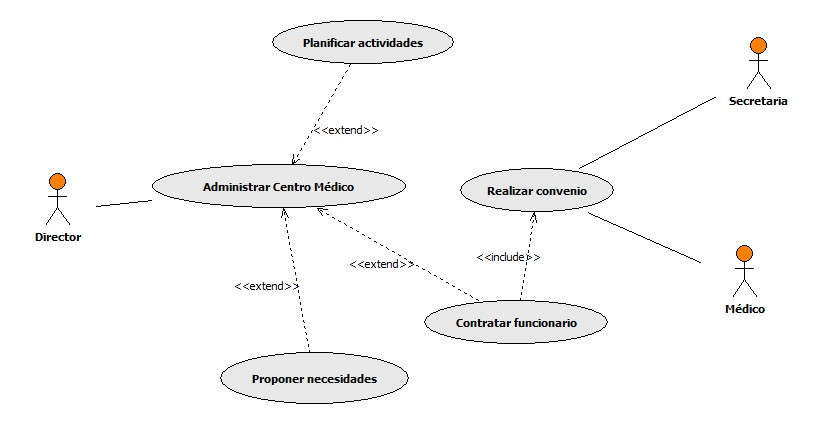 Planificar actividades
Secretaria
<<extend>>
Administrar Centro Médico
Realizar convenio
Director
<<include>>
<<extend>>
<<extend>>
Médico
Contratar funcionario
Proponer necesidades